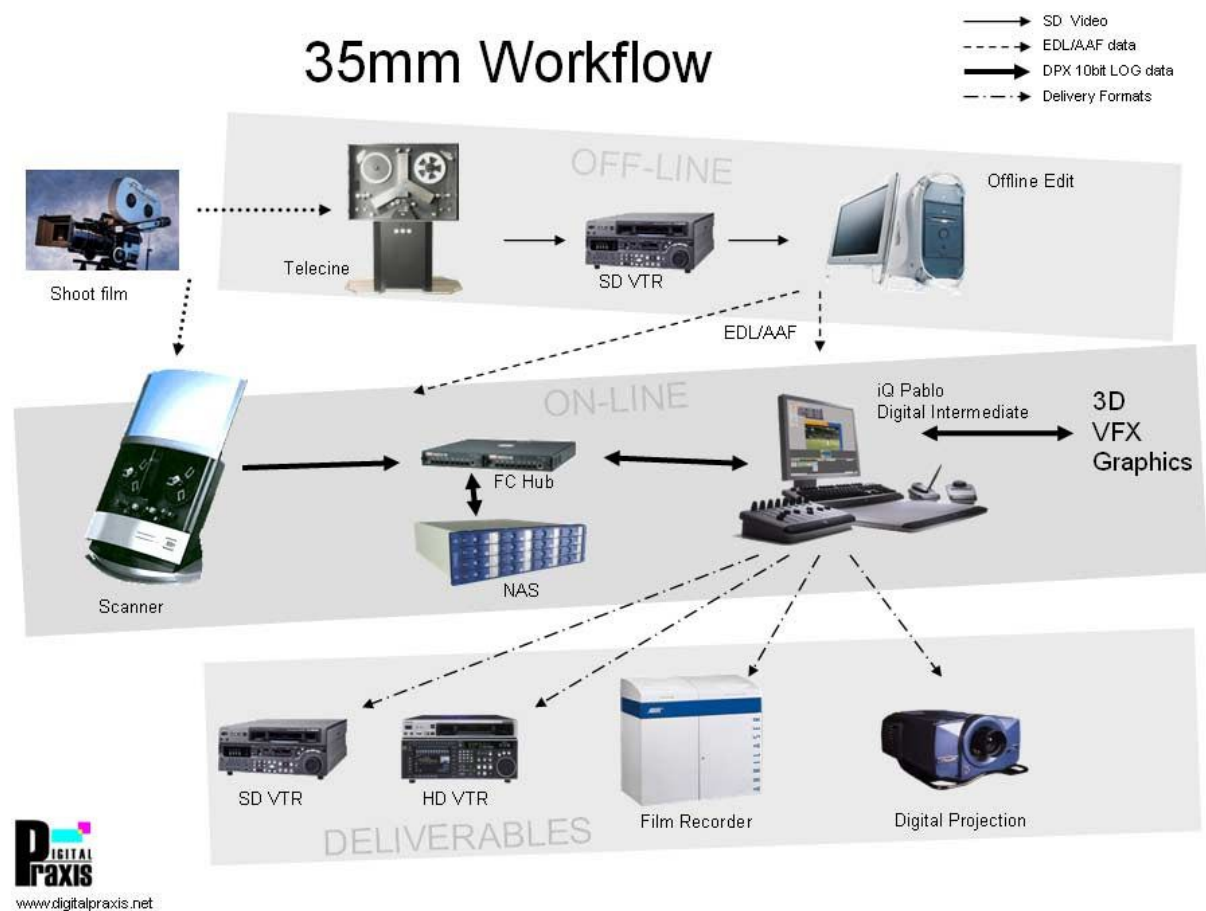 35mm Workflow
SD Video
EDL/AAF data
DPX 10bit LOG data
Delivery Formats
OFF-LINE
Shoot film
Telecine
SD VTR
Offline Edit
EDL/AAF
ON-LINE
iQ Pablo
Digital Intermediate
3D
VFX
Graphics
FC Hub
NAS
Scanner
SD VTR
HD VTR
ARRILASER
Film Recorder
Digital Projection
DELIVERABLES
DIGITAL
Praxis
www.digitalpraxis.net